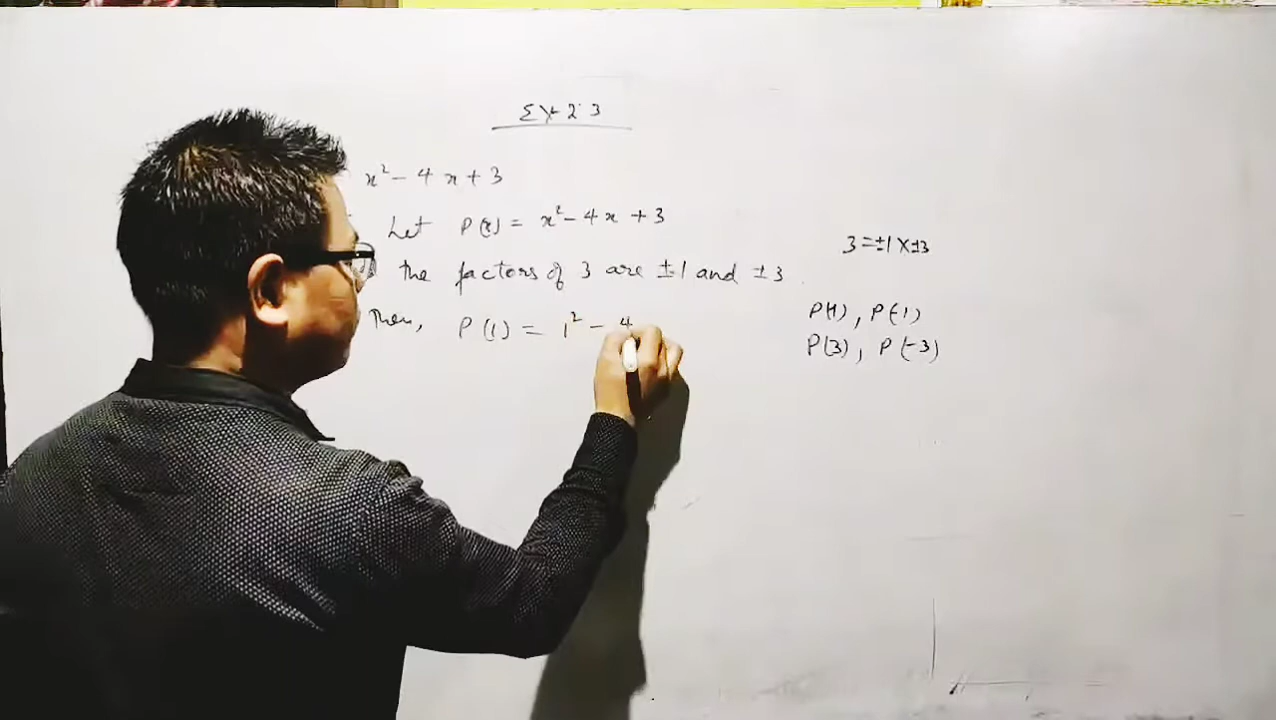 Ex 2.3
x² - 4x + 3
Let P(x) = x² - 4x + 3
the factors of 3 are ±1 and ±3.
Then, P(1) = 1² - 4
3 = ±1 × ±3
P(1), P(-1)
P(3), P(-3)